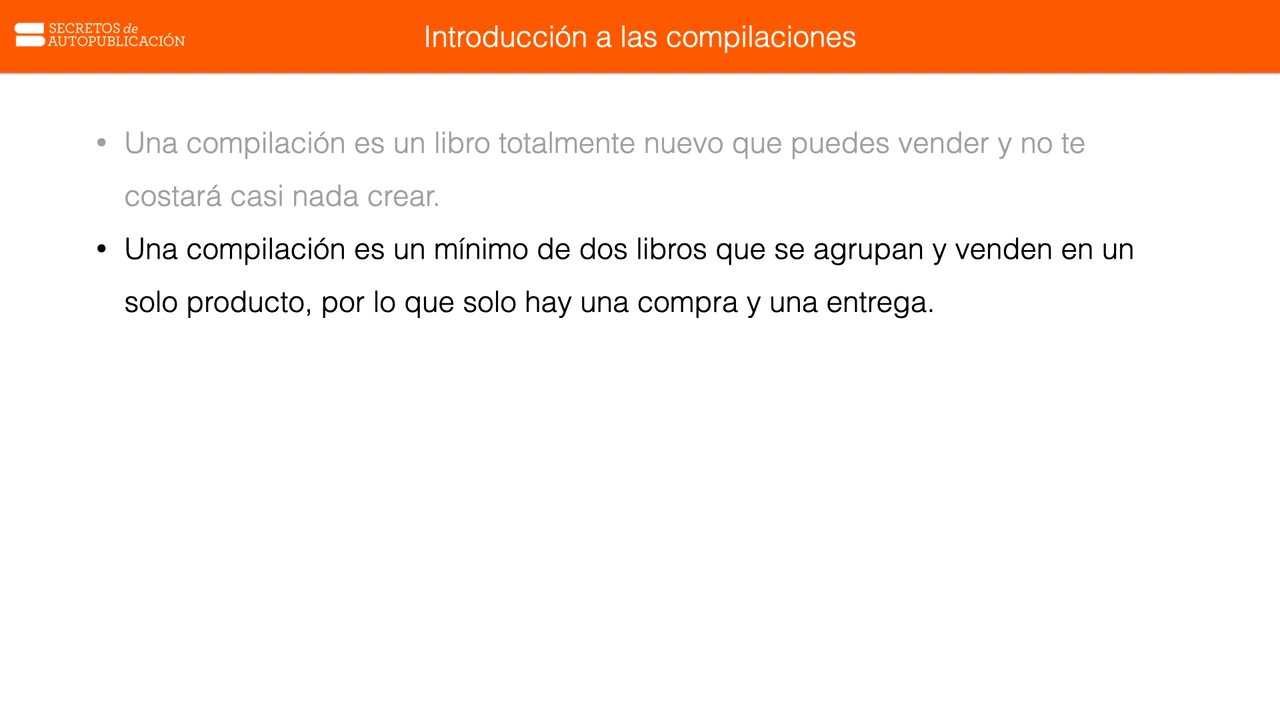 SECRETOS de
AUTOPUBLICACIÓN
Introducción a las compilaciones
• Una compilación es un libro totalmente nuevo que puedes vender y no te
costará casi nada crear.
• Una compilación es un mínimo de dos libros que se agrupan y venden en un
solo producto, por lo que solo hay una compra y una entrega.